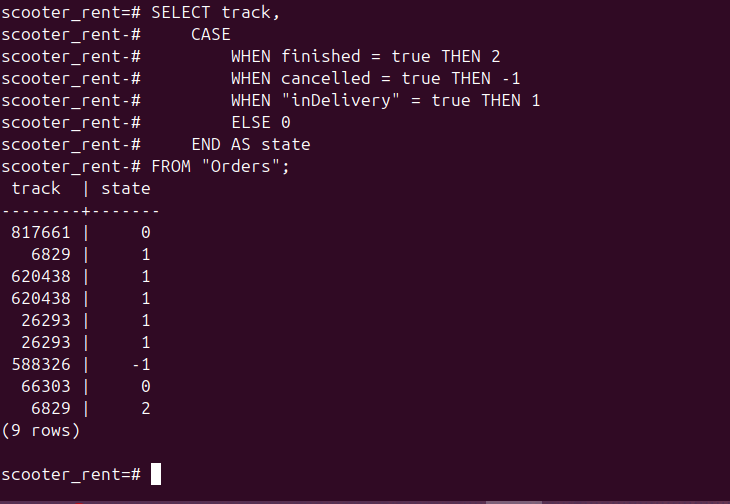 scooter_rent=# SELECT track,
scooter_rent-#     CASE
scooter_rent-#         WHEN finished = true THEN 2
scooter_rent-#         WHEN cancelled = true THEN -1
scooter_rent-#         WHEN "inDelivery" = true THEN 1
scooter_rent-#         ELSE 0
scooter_rent-#     END AS state
scooter_rent-# FROM "Orders";
 track  | state
--------+-------
 817661 |     0
   6829 |     1
 620438 |     1
 620438 |     1
  26293 |     1
  26293 |     1
 588326 |    -1
  66303 |     0
   6829 |     2
(9 rows)

scooter_rent=#